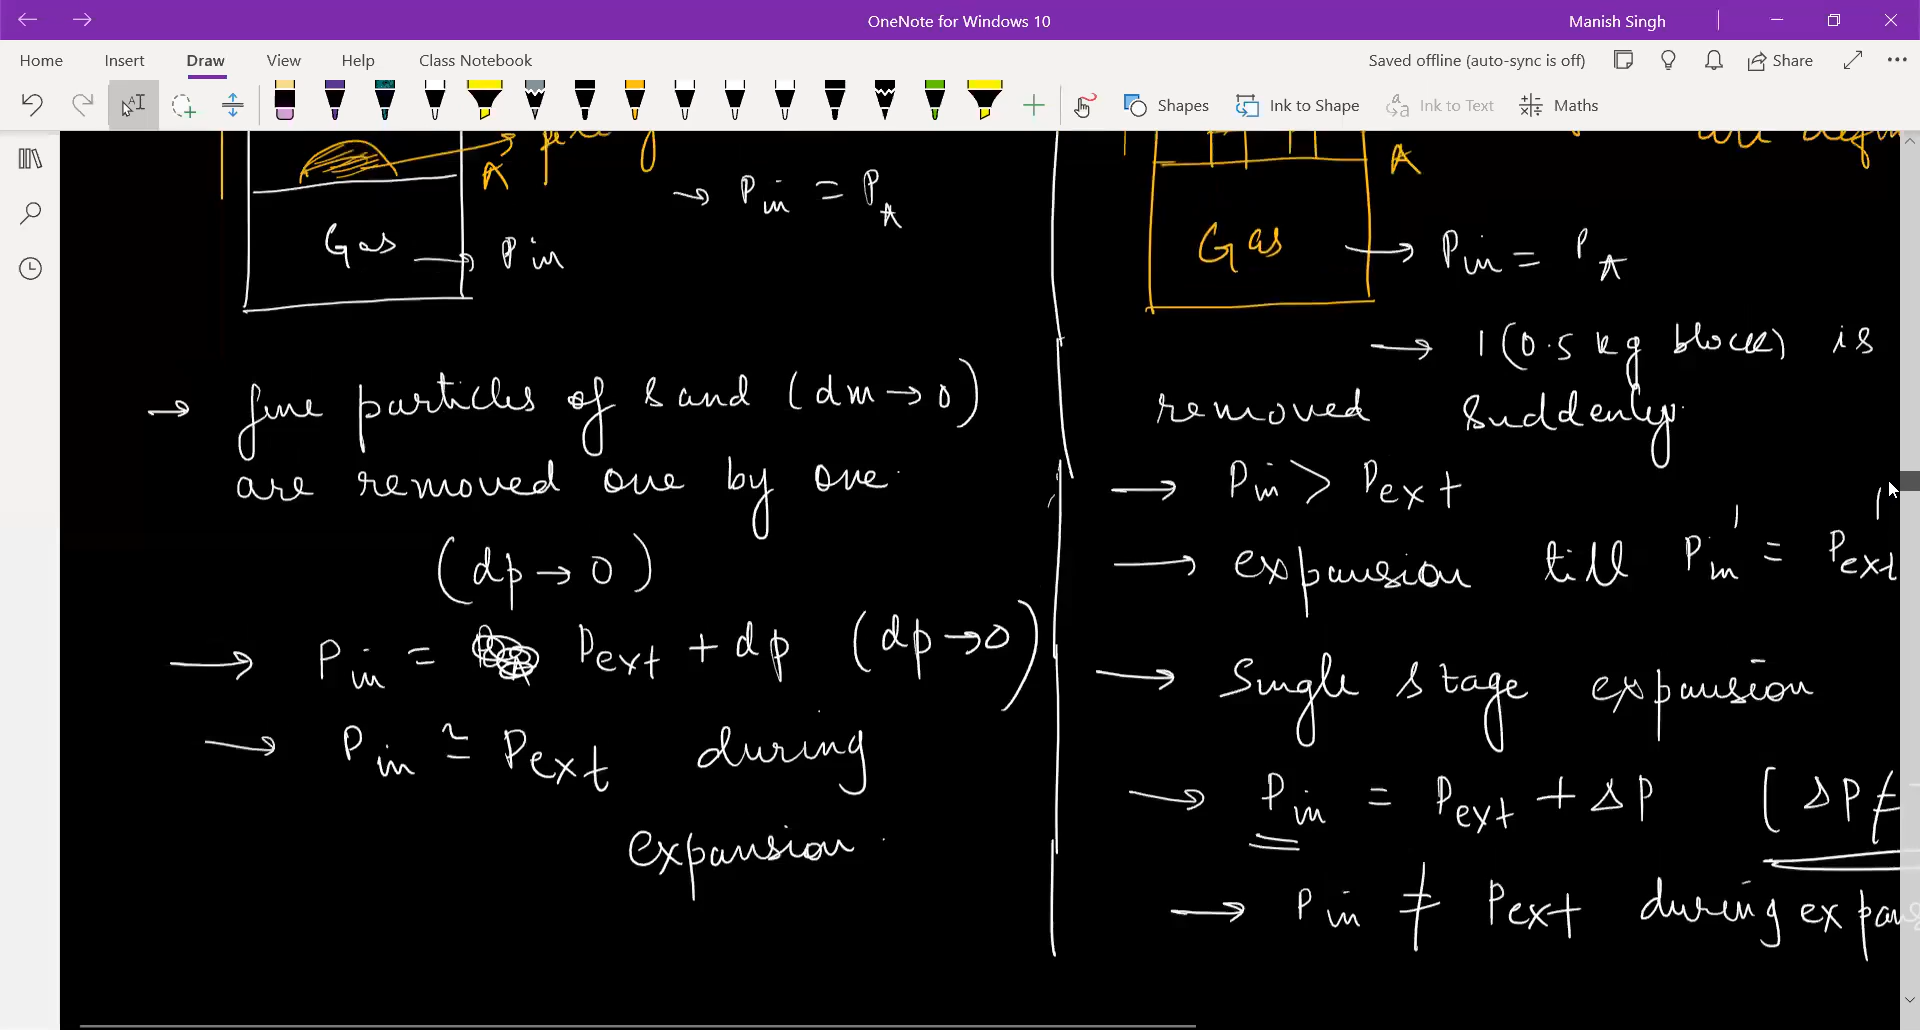 OneNote for Windows 10
Manish Singh
Home Insert Draw View Help Class Notebook
Saved offline (auto-sync is off) Share
Shapes Ink to Shape Ink to Text Maths
A
→ Pin = PA
Gas → Pin
→ fine particles of sand (dm → 0)
are removed one by one.
(dp → 0)
→ Pin = Pext + dp (dp → 0)
→ Pin ≃ Pext during
expansion.
are
A
Gas → Pin = PA
→ 1 (0.5 kg block) is
removed suddenly.
→ Pin > Pext
→ expansion till Pin' = Pext'
→ Single stage expansion
→ Pin = Pext + ΔP (ΔP ≠
→ Pin ≠ Pext during expans